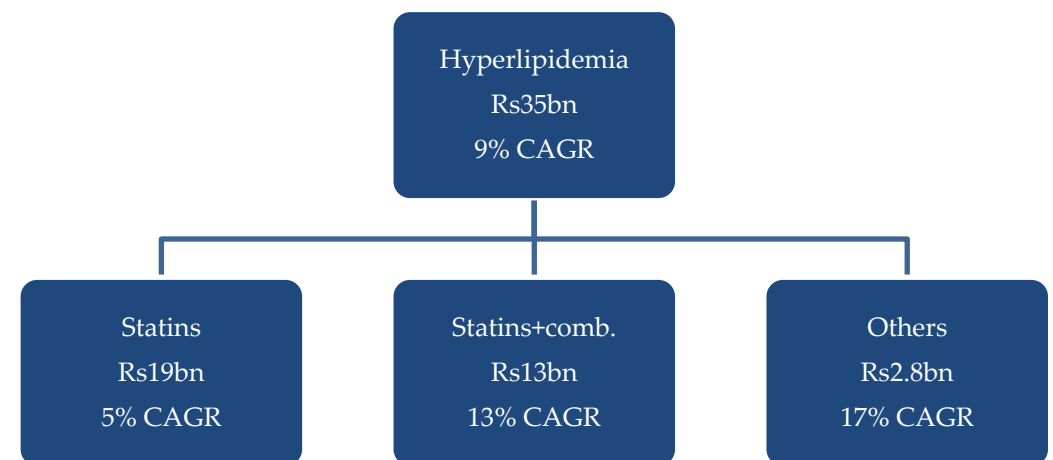 Hyperlipidemia
Rs35bn
9% CAGR
Statins
Rs19bn
5% CAGR
Statins+comb.
Rs13bn
13% CAGR
Others
Rs2.8bn
17% CAGR